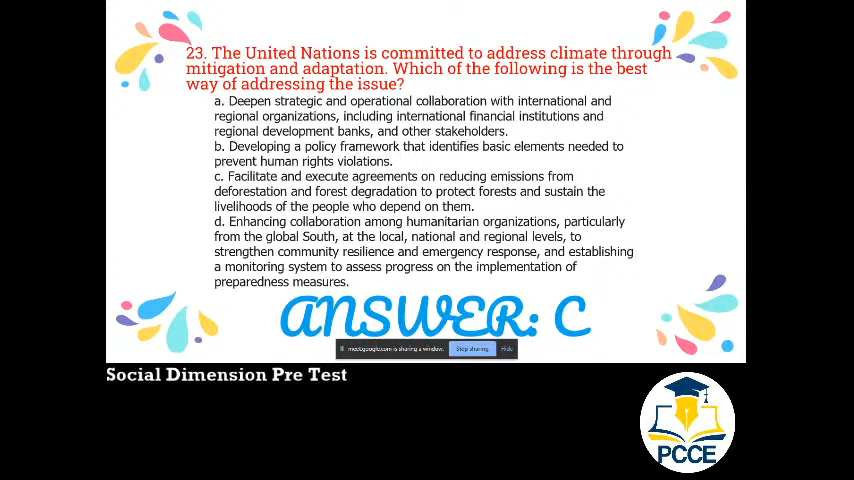 23. The United Nations is committed to address climate through
mitigation and adaptation. Which of the following is the best
way of addressing the issue?
a. Deepen strategic and operational collaboration with international and
regional organizations, including international financial institutions and
regional development banks, and other stakeholders.
b. Developing a policy framework that identifies basic elements needed to
prevent human rights violations.
c. Facilitate and execute agreements on reducing emissions from
deforestation and forest degradation to protect forests and sustain the
livelihoods of the people who depend on them.
d. Enhancing collaboration among humanitarian organizations, particularly
from the global South, at the local, national and regional levels, to
strengthen community resilience and emergency response, and establishing
a monitoring system to assess progress on the implementation of
preparedness measures.
ANSWER: C
meet.google.com is sharing a window. Stop sharing Hide
Social Dimension Pre Test
PCCE